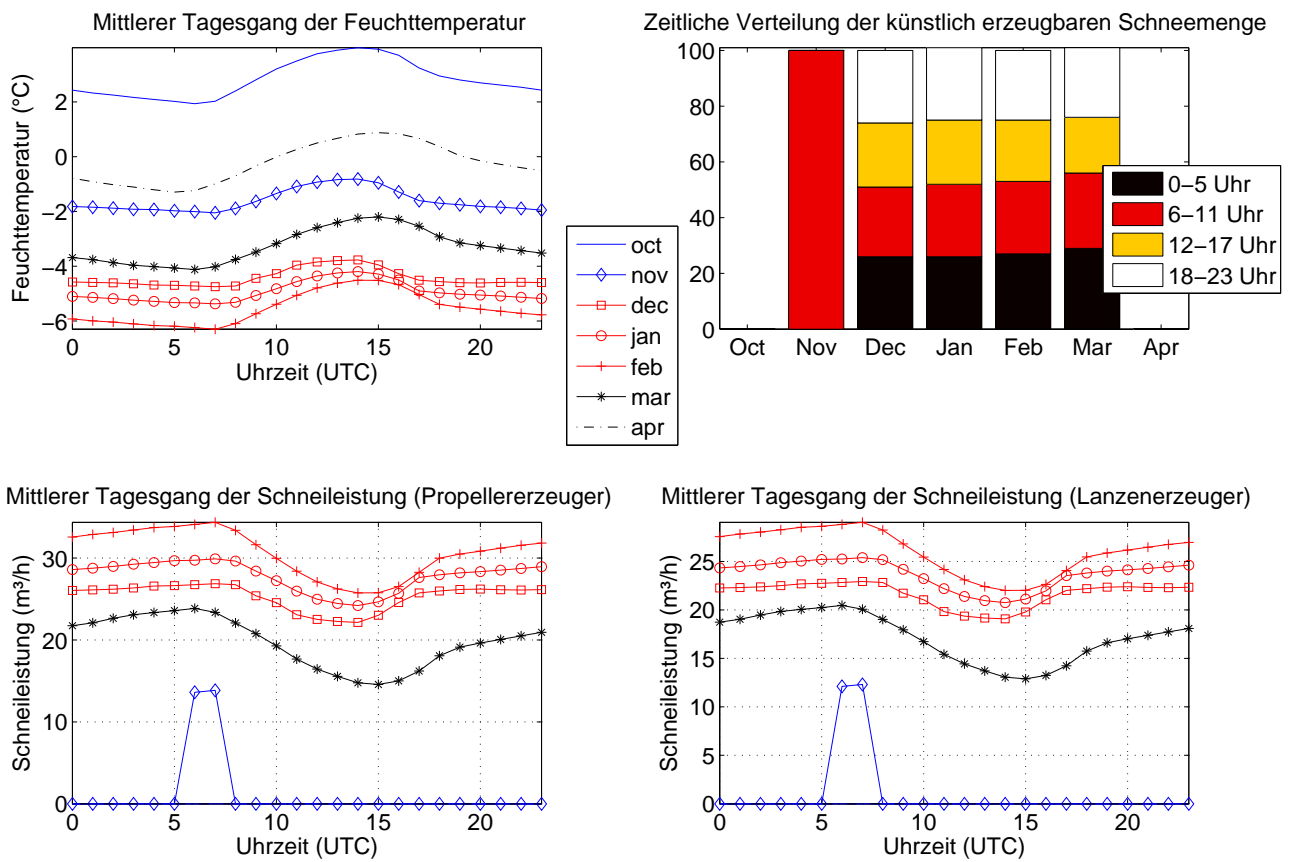 Mittlerer Tagesgang der Feuchttemperatur
Feuchttemperatur (°C)
2
0
−2
−4
−6
0 5 10 15 20
Uhrzeit (UTC)
oct
nov
dec
jan
feb
mar
apr
Zeitliche Verteilung der künstlich erzeugbaren Schneemenge
100
80
60
40
20
0
Oct Nov Dec Jan Feb Mar Apr
0−5 Uhr
6−11 Uhr
12−17 Uhr
18−23 Uhr
Mittlerer Tagesgang der Schneileistung (Propellererzeuger)
Schneileistung (m³/h)
30
20
10
0
0 5 10 15 20
Uhrzeit (UTC)
Mittlerer Tagesgang der Schneileistung (Lanzenerzeuger)
Schneileistung (m³/h)
25
20
15
10
5
0
0 5 10 15 20
Uhrzeit (UTC)